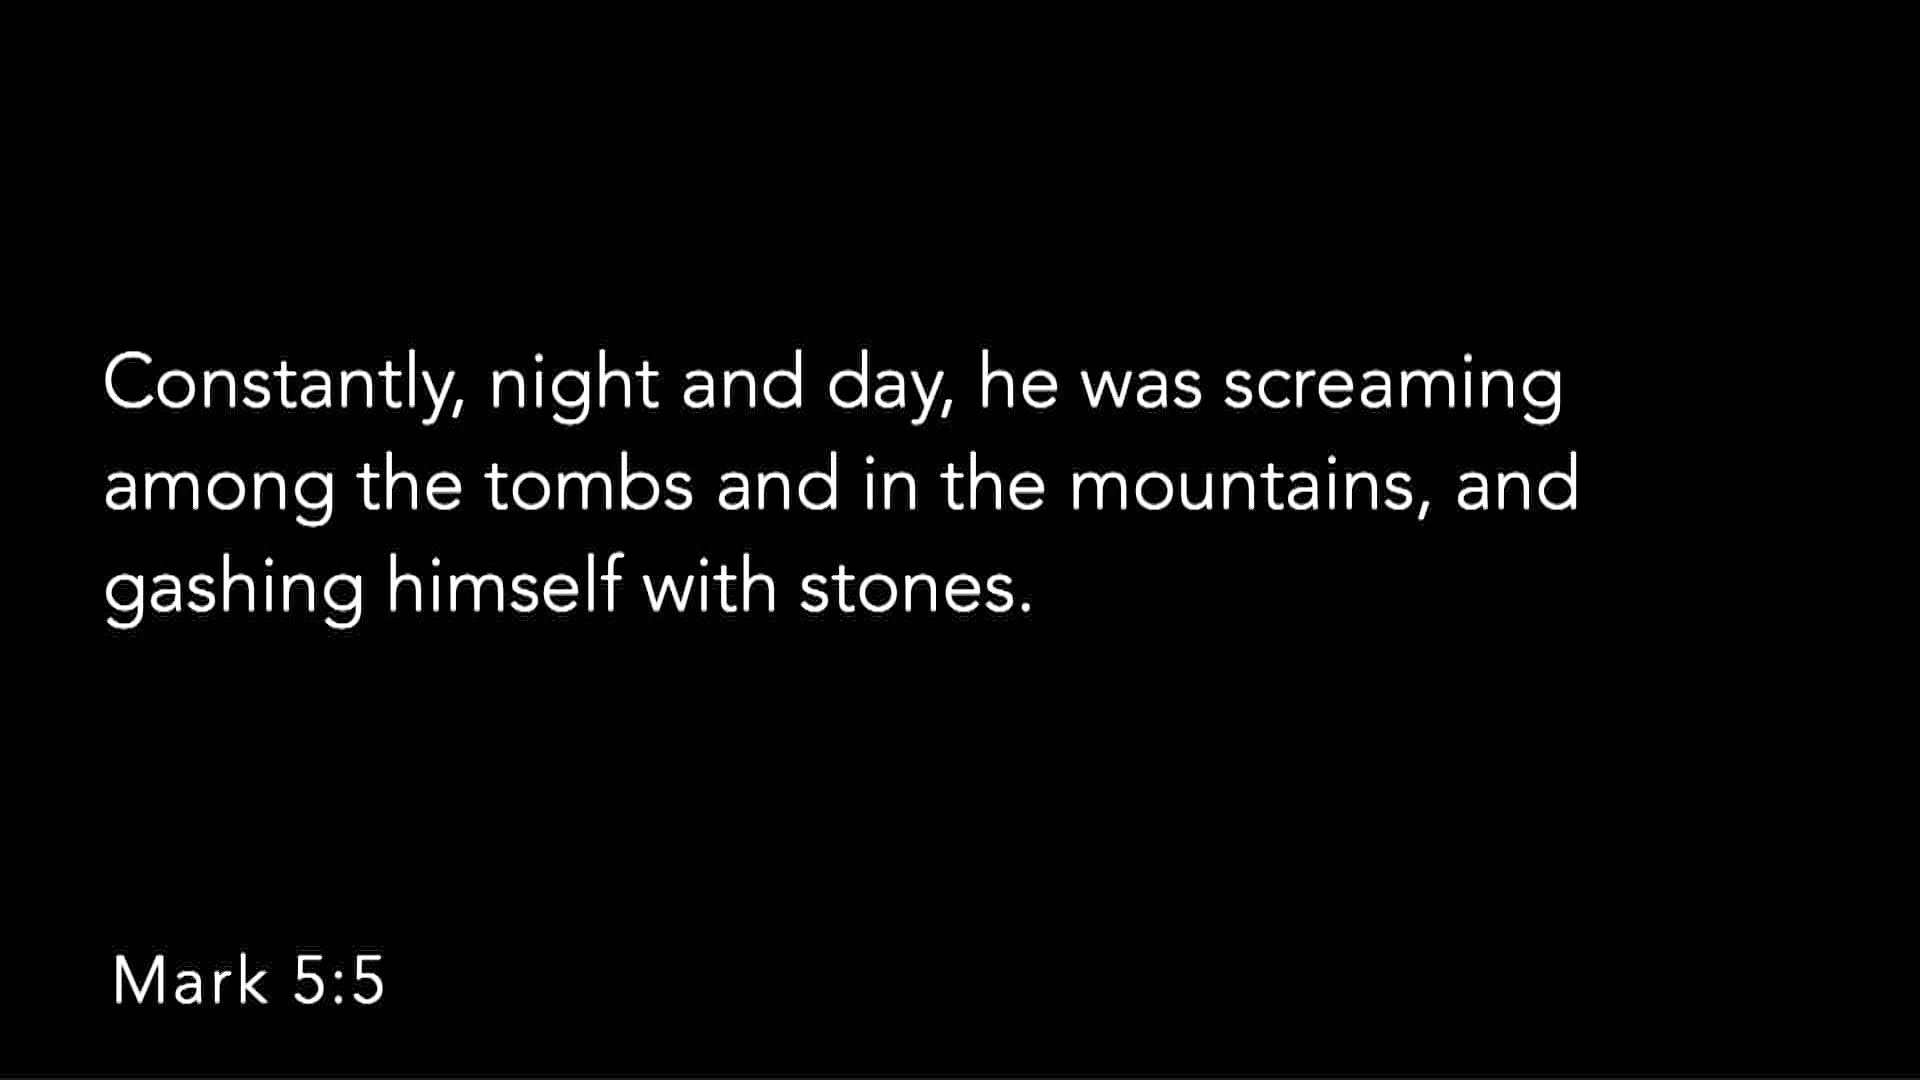 Constantly, night and day, he was screaming
among the tombs and in the mountains, and
gashing himself with stones.
Mark 5:5